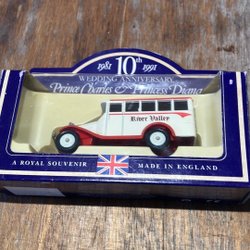 1981 10th 1991
WEDDING ANNIVERSARY
Prince Charles & Princess Diana
River Valley
A ROYAL SOUVENIR MADE IN ENGLAND